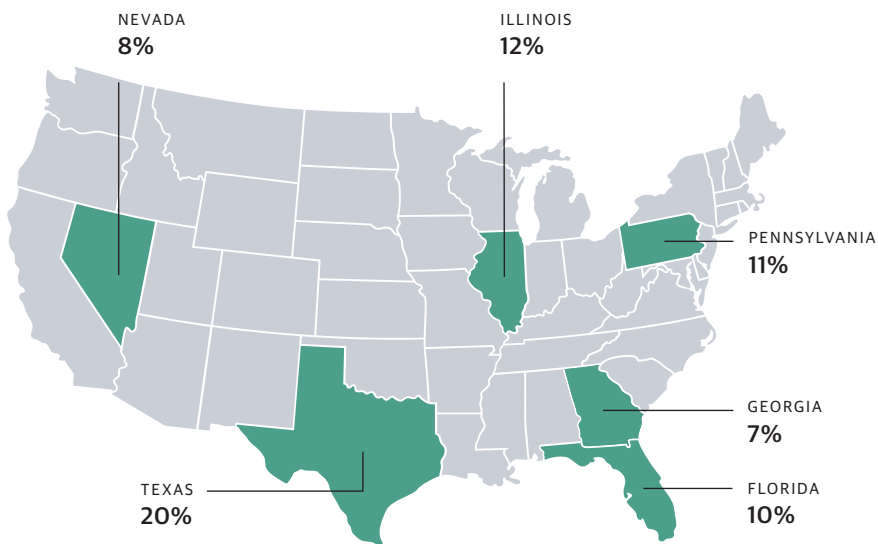 NEVADA
8%
ILLINOIS
12%
PENNSYLVANIA
11%
GEORGIA
7%
TEXAS
20%
FLORIDA
10%